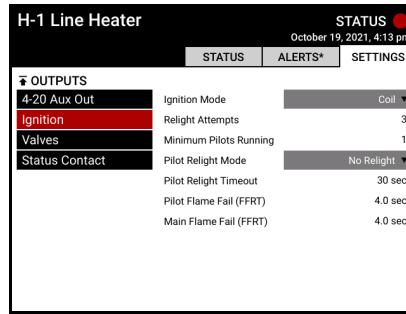 H-1 Line Heater
STATUS
October 19, 2021, 4:13 pm
STATUS
ALERTS*
SETTINGS
OUTPUTS
4-20 Aux Out
Ignition
Valves
Status Contact
Ignition Mode Coil
Relight Attempts 3
Minimum Pilots Running 1
Pilot Relight Mode No Relight
Pilot Relight Timeout 30 sec
Pilot Flame Fail (FFRT) 4.0 sec
Main Flame Fail (FFRT) 4.0 sec